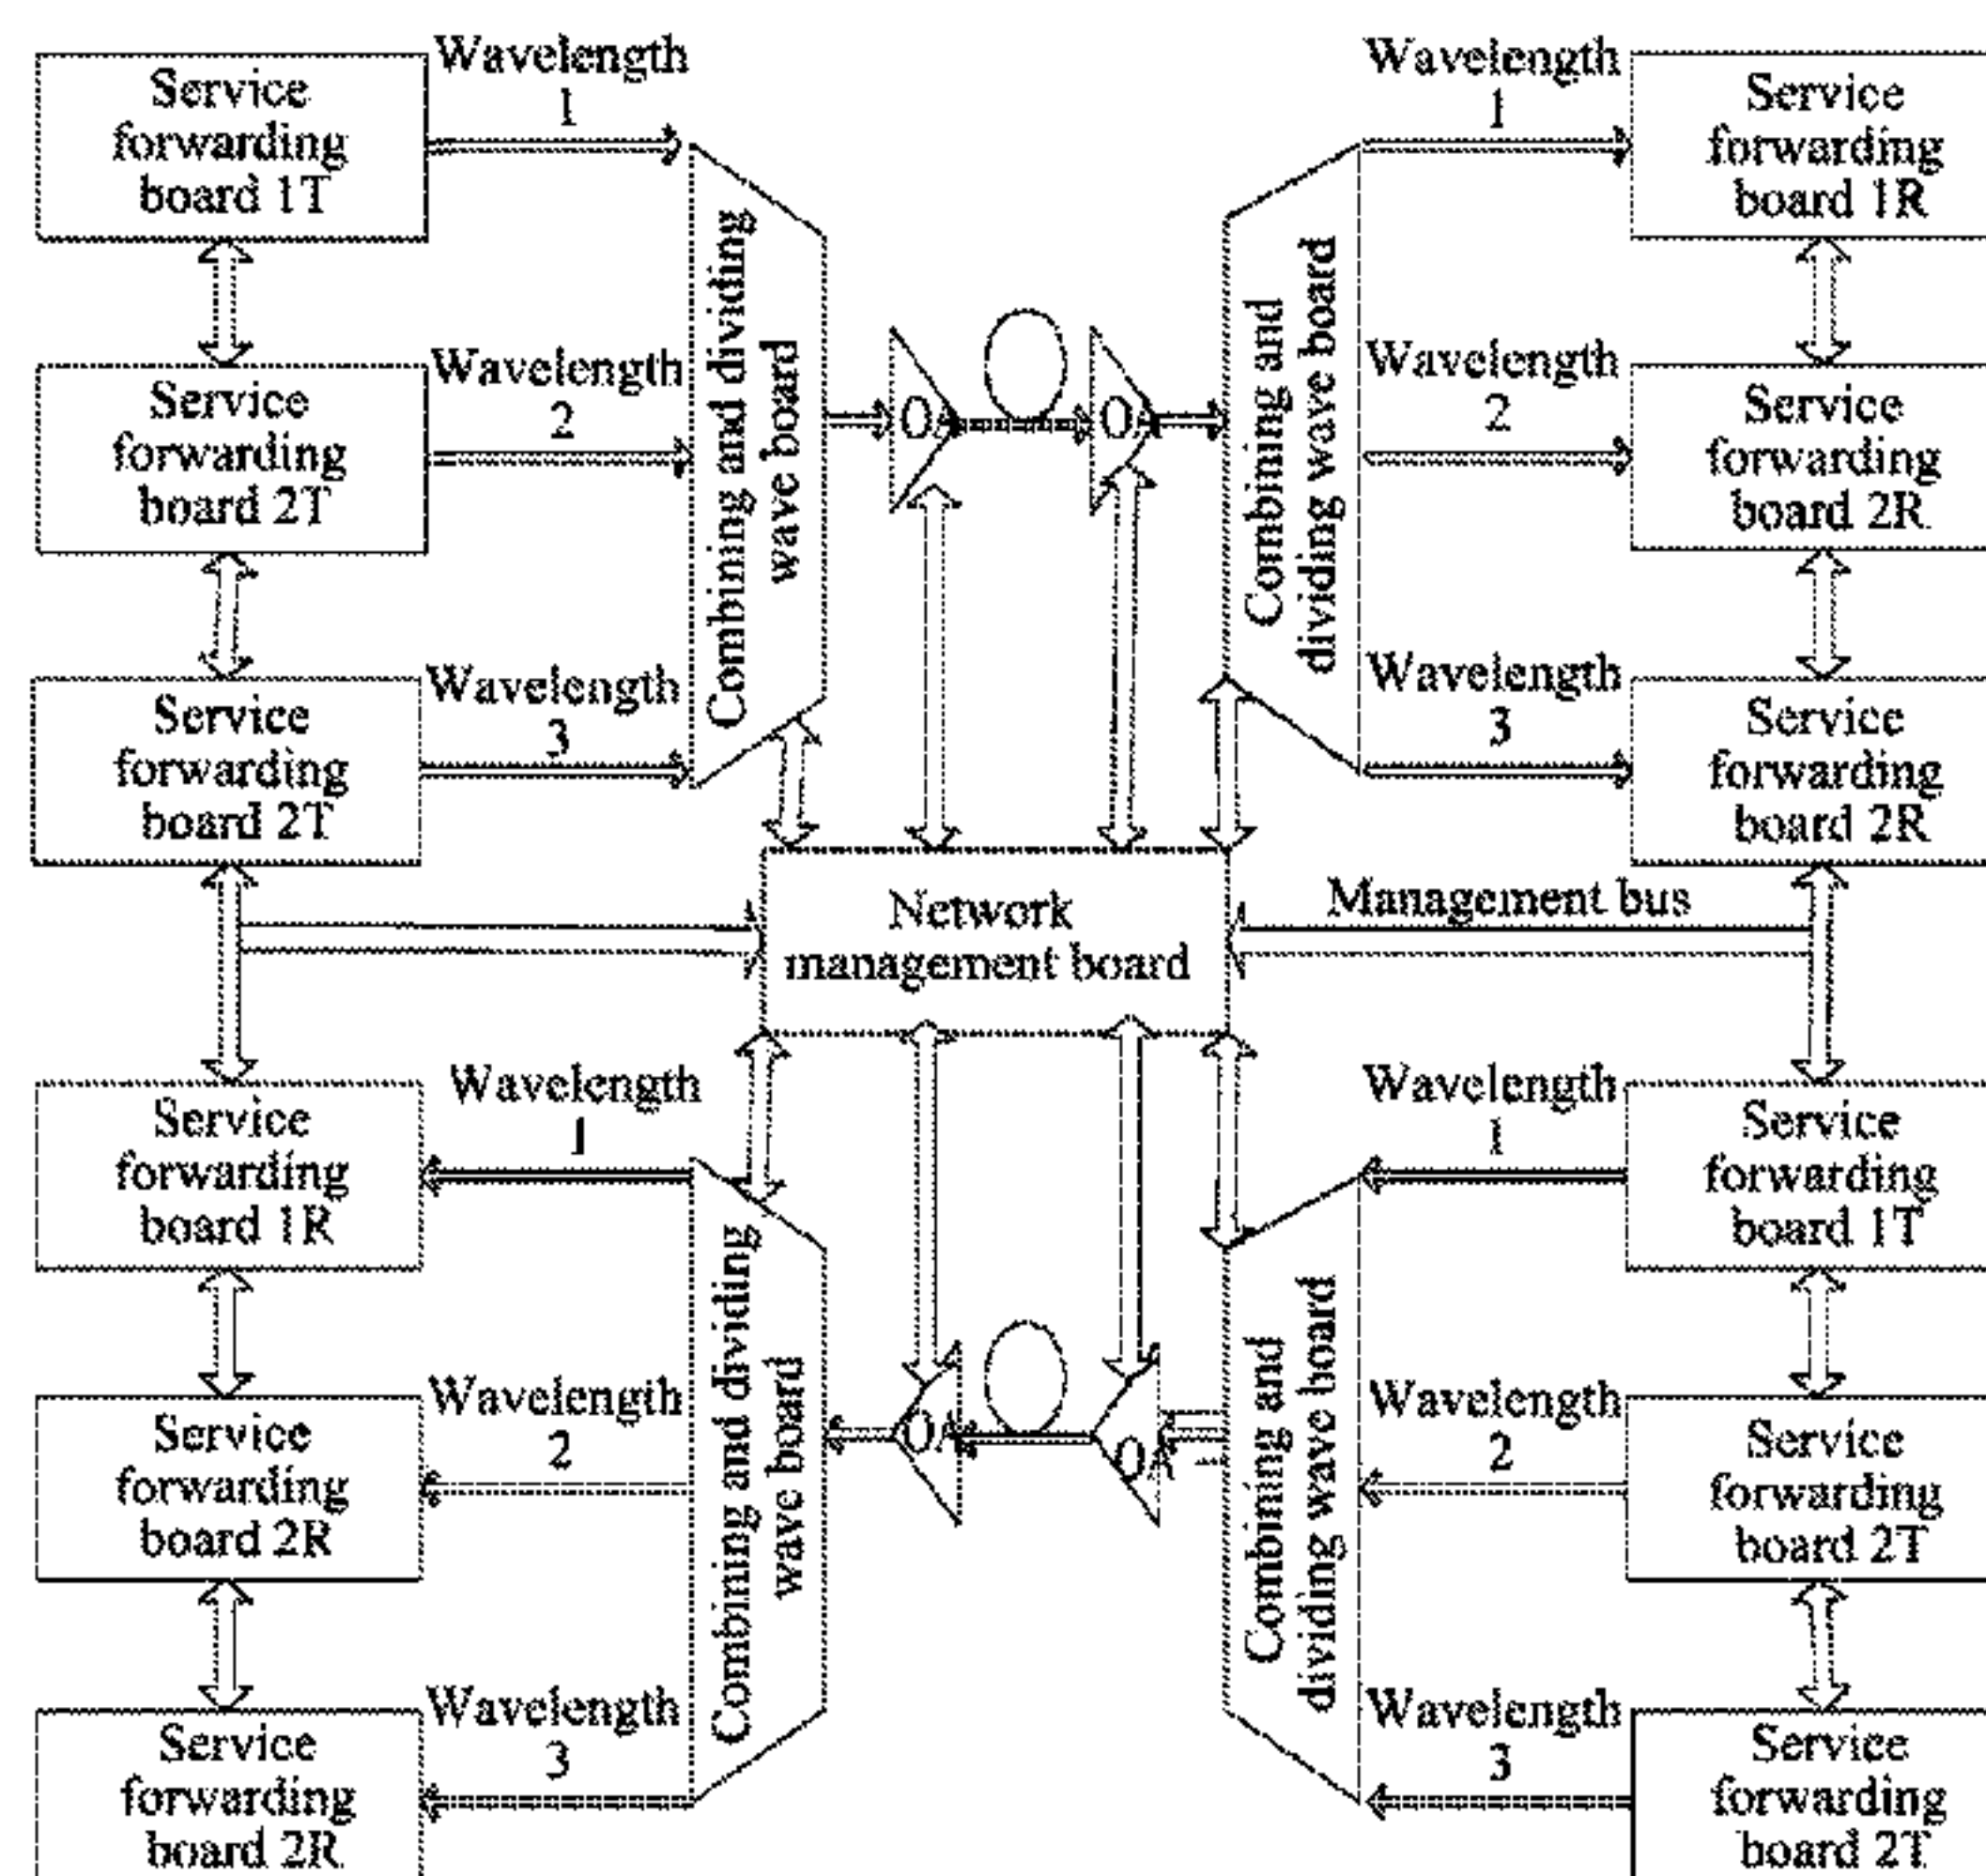 Service
forwarding
board 1T
Wavelength
1
Service
forwarding
board 2T
Wavelength
2
Service
forwarding
board 2T
Wavelength
3
Combining and dividing
wave board
OA
OA
Combining and
dividing wave board
Wavelength
1
Service
forwarding
board 1R
Wavelength
2
Service
forwarding
board 2R
Wavelength
3
Service
forwarding
board 2R
Network
management board
Management bus
Service
forwarding
board 1R
Wavelength
1
Service
forwarding
board 2R
Wavelength
2
Service
forwarding
board 2R
Wavelength
3
Combining and dividing
wave board
OA
OA
Combining and
dividing wave board
Wavelength
1
Service
forwarding
board 1T
Wavelength
2
Service
forwarding
board 2T
Wavelength
3
Service
forwarding
board 2T